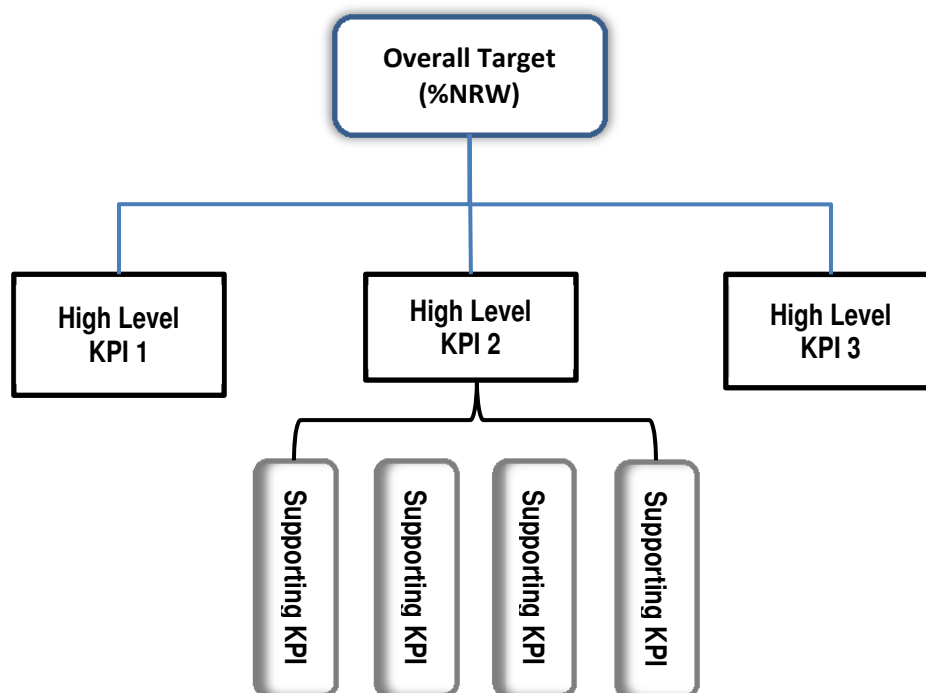 Overall Target
(%NRW)
High Level
KPI 1
High Level
KPI 2
High Level
KPI 3
Supporting KPI
Supporting KPI
Supporting KPI
Supporting KPI